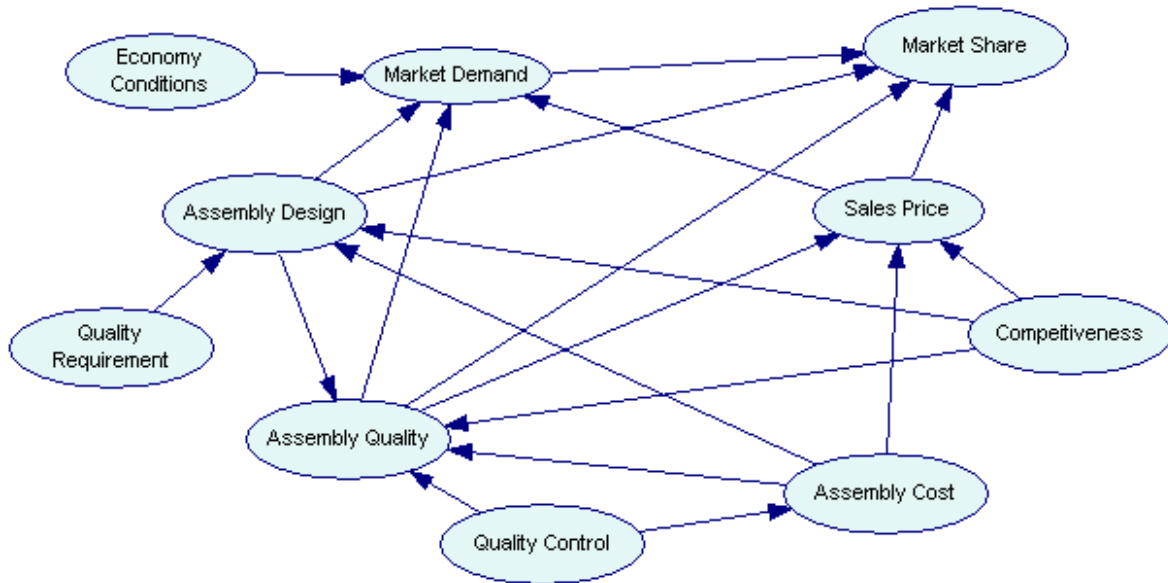 Economy
Conditions
Market Demand
Market Share
Assembly Design
Sales Price
Quality
Requirement
Compeitiveness
Assembly Quality
Assembly Cost
Quality Control